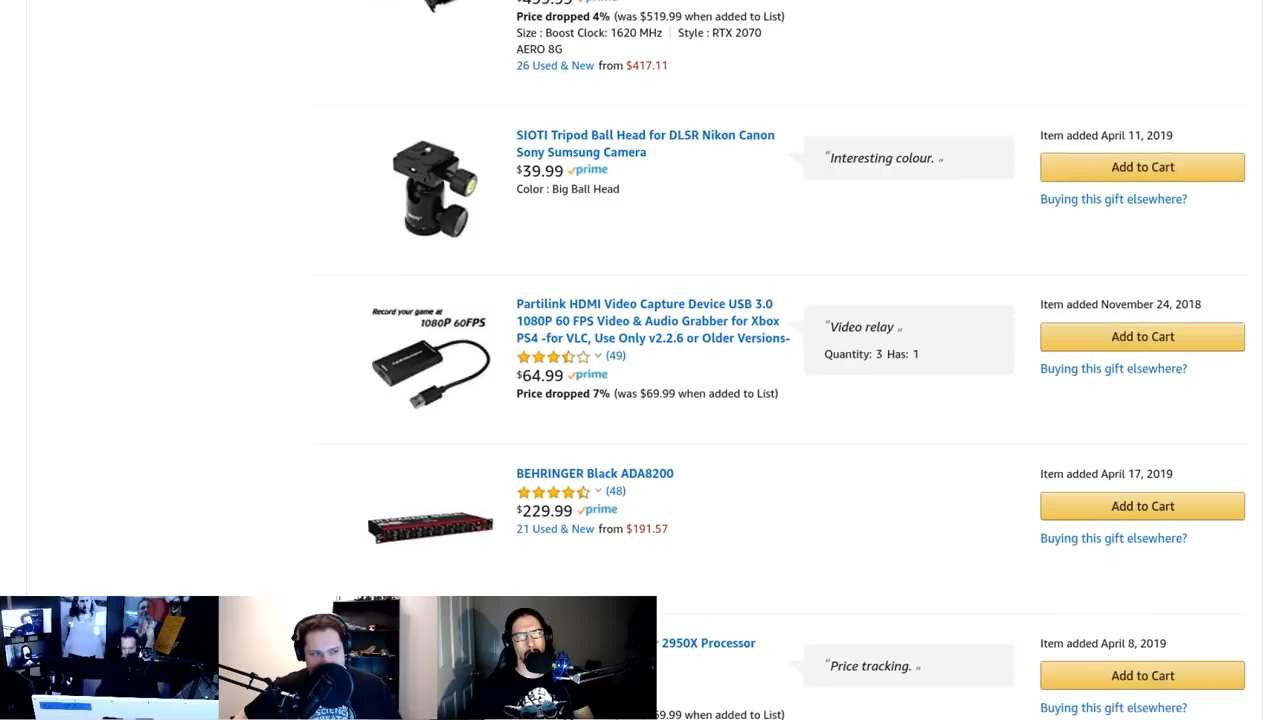 Price dropped 4% (was $519.99 when added to List)
Size : Boost Clock: 1620 MHz | Style : RTX 2070
AERO 8G
26 Used & New from $417.11
SIOTI Tripod Ball Head for DLSR Nikon Canon
Sony Sumsung Camera
$39.99 prime
Color : Big Ball Head
"Interesting colour. „
Item added April 11, 2019
Add to Cart
Buying this gift elsewhere?
Record your game at
1080P 60FPS
Partilink HDMI Video Capture Device USB 3.0
1080P 60 FPS Video & Audio Grabber for Xbox
PS4 -for VLC, Use Only v2.2.6 or Older Versions-
(49)
$64.99 prime
Price dropped 7% (was $69.99 when added to List)
"Video relay „
Quantity: 3 Has: 1
Item added November 24, 2018
Add to Cart
Buying this gift elsewhere?
BEHRINGER Black ADA8200
(48)
$229.99 prime
21 Used & New from $191.57
Item added April 17, 2019
Add to Cart
Buying this gift elsewhere?
2950X Processor
9.99 when added to List)
"Price tracking. „
Item added April 8, 2019
Add to Cart
Buying this gift elsewhere?
SCIENCE